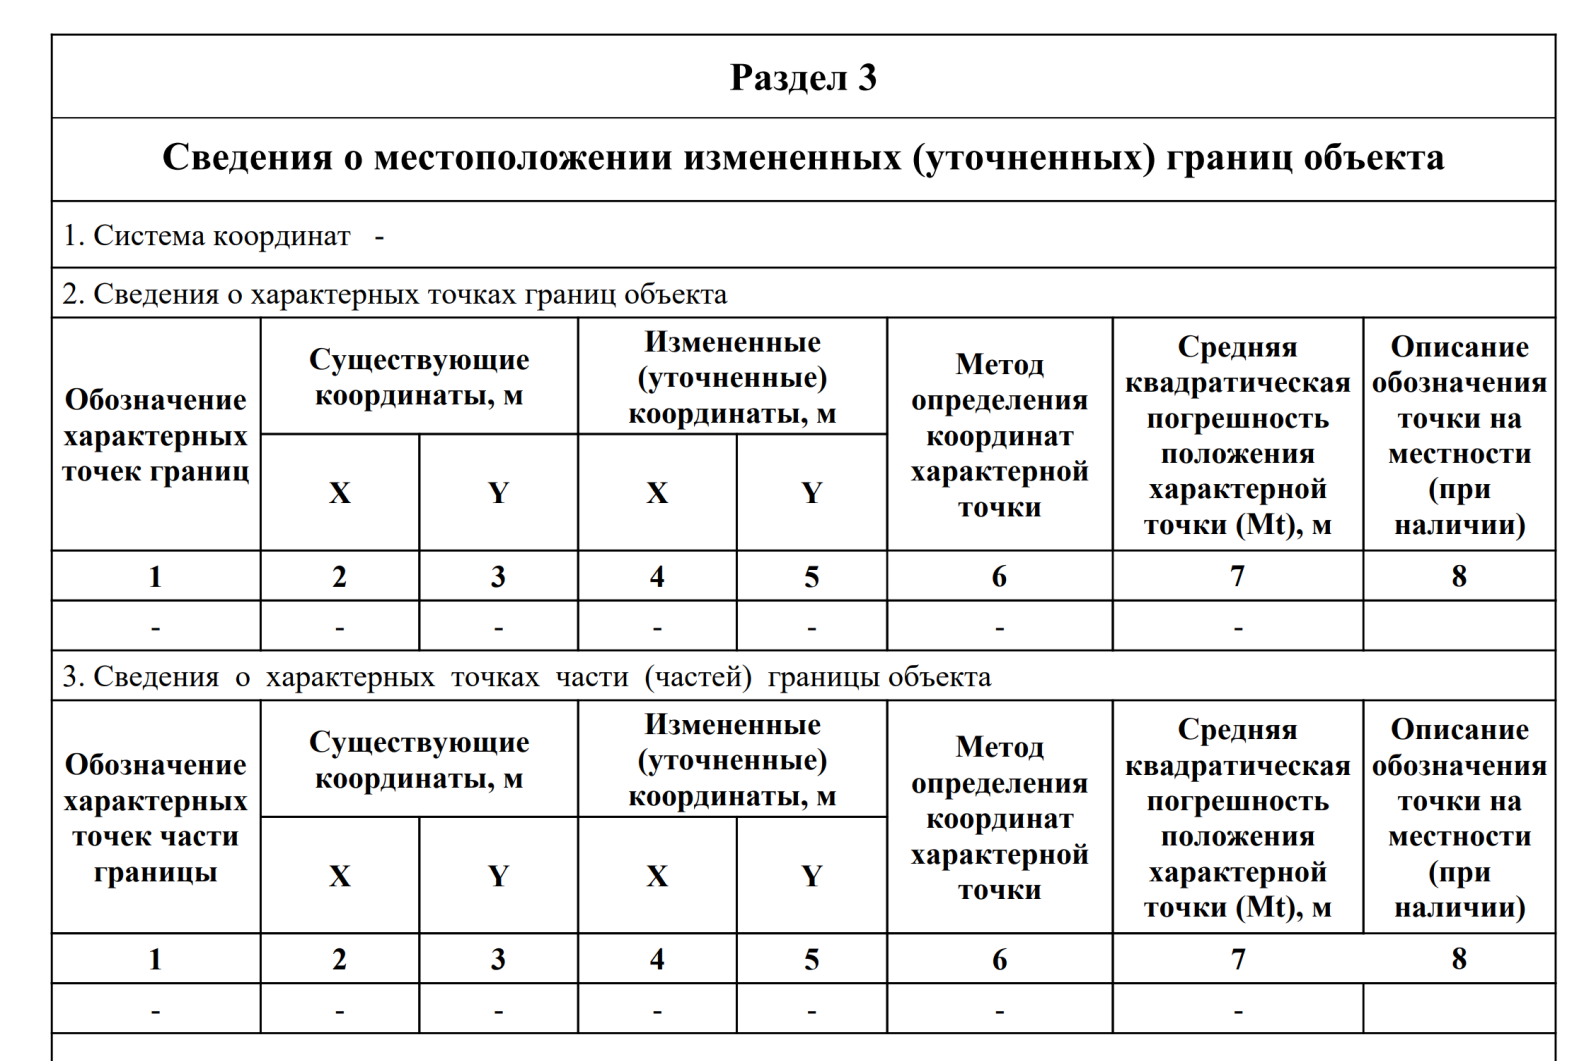 Раздел 3
Сведения о местоположении измененных (уточненных) границ объекта
1. Система координат -
2. Сведения о характерных точках границ объекта
Обозначение
характерных
точек границ
Существующие
координаты, м
Измененные
(уточненные)
координаты, м
Метод
определения
координат
характерной
точки
Средняя
квадратическая
погрешность
положения
характерной
точки (Mt), м
Описание
обозначения
точки на
местности
(при
наличии)
X Y X Y
1 2 3 4 5 6 7 8
- - - - - - -
3. Сведения о характерных точках части (частей) границы объекта
Обозначение
характерных
точек части
границы
Существующие
координаты, м
Измененные
(уточненные)
координаты, м
Метод
определения
координат
характерной
точки
Средняя
квадратическая
погрешность
положения
характерной
точки (Mt), м
Описание
обозначения
точки на
местности
(при
наличии)
X Y X Y
1 2 3 4 5 6 7 8
- - - - - - -